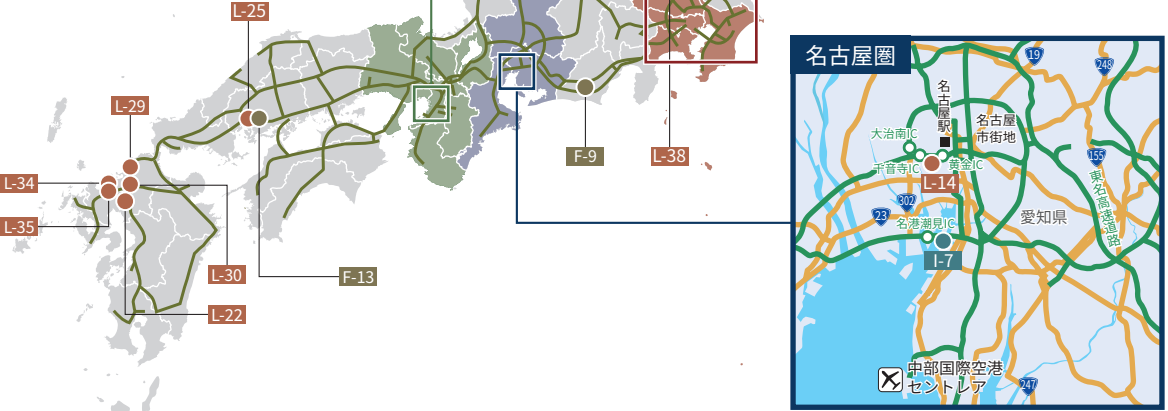 L-25
L-29
L-34
L-35
L-30
F-13
L-22
F-9
L-38
名古屋圏
19
248
名古屋駅
名古屋
市街地
大治南IC
千音寺IC
黄金IC
155
L-14
東名高速道路
302
23
愛知県
名港潮見IC
I-7
中部国際空港
セントレア
247